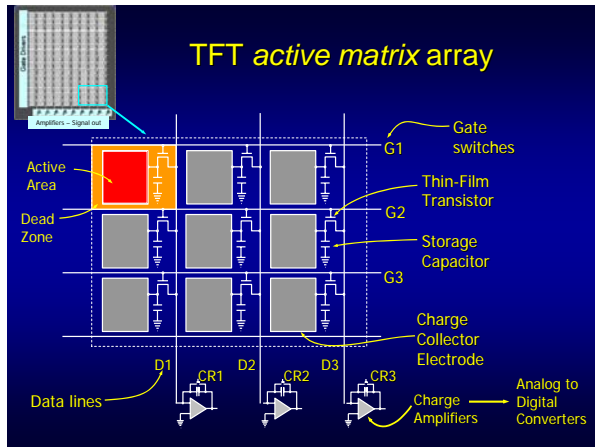 TFT active matrix array
Gate Drivers
Amplifiers – Signal out
G1
Gate
switches
Active
Area
Thin-Film
Transistor
G2
Dead
Zone
Storage
Capacitor
G3
Charge
Collector
Electrode
D1
D2
D3
CR1
CR2
CR3
Data lines
Charge
Amplifiers
Analog to
Digital
Converters